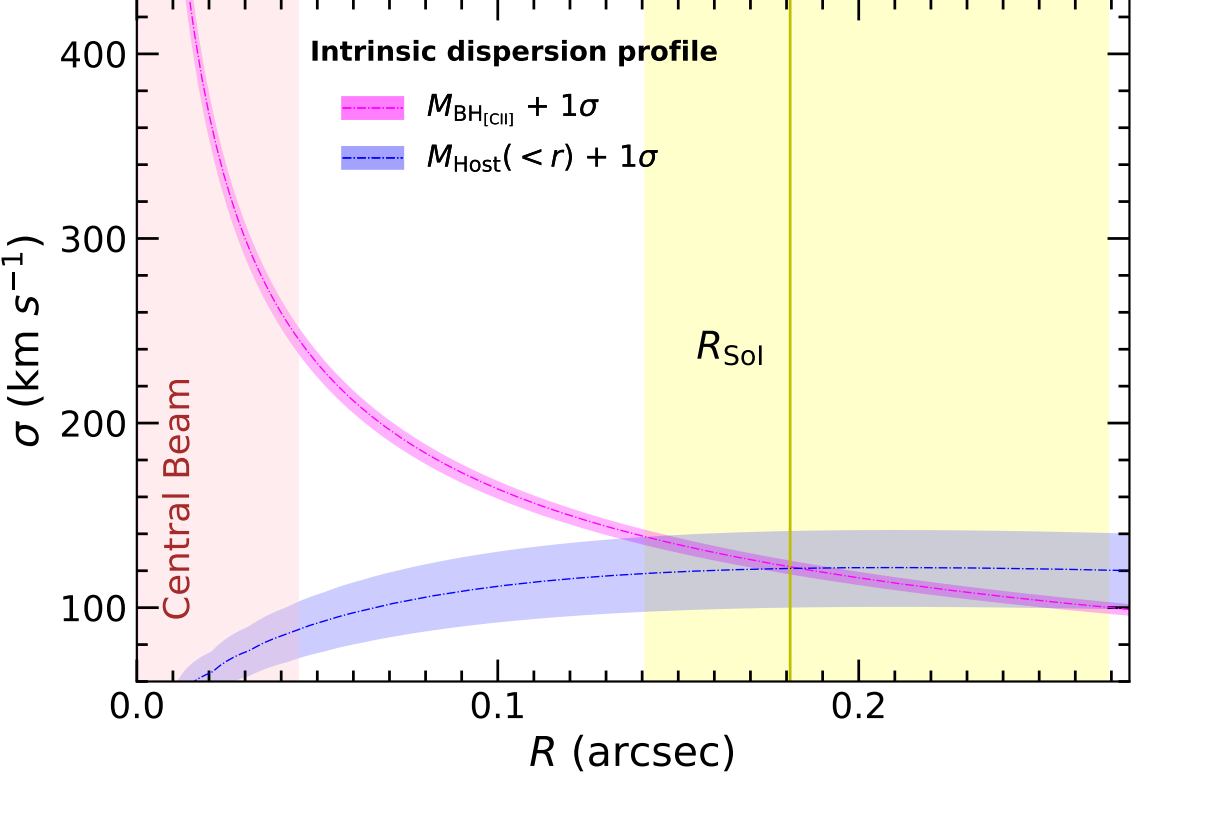 400
300
200
100
σ (km s⁻¹)
Intrinsic dispersion profile
M_BH_[CII] + 1σ
M_Host(< r) + 1σ
R_SoI
Central Beam
0.0 0.1 0.2
R (arcsec)